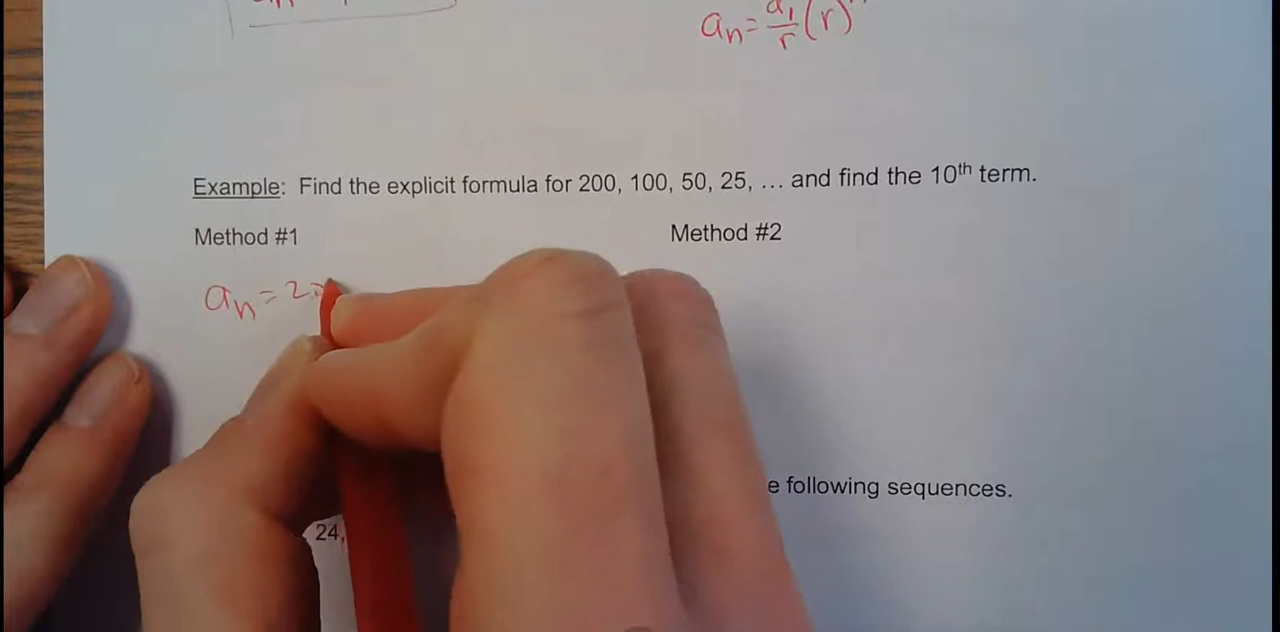 aₙ = a₁/r (r)ⁿ
Example: Find the explicit formula for 200, 100, 50, 25, … and find the 10th term.
Method #1 Method #2
aₙ = 20
e following sequences.
24,